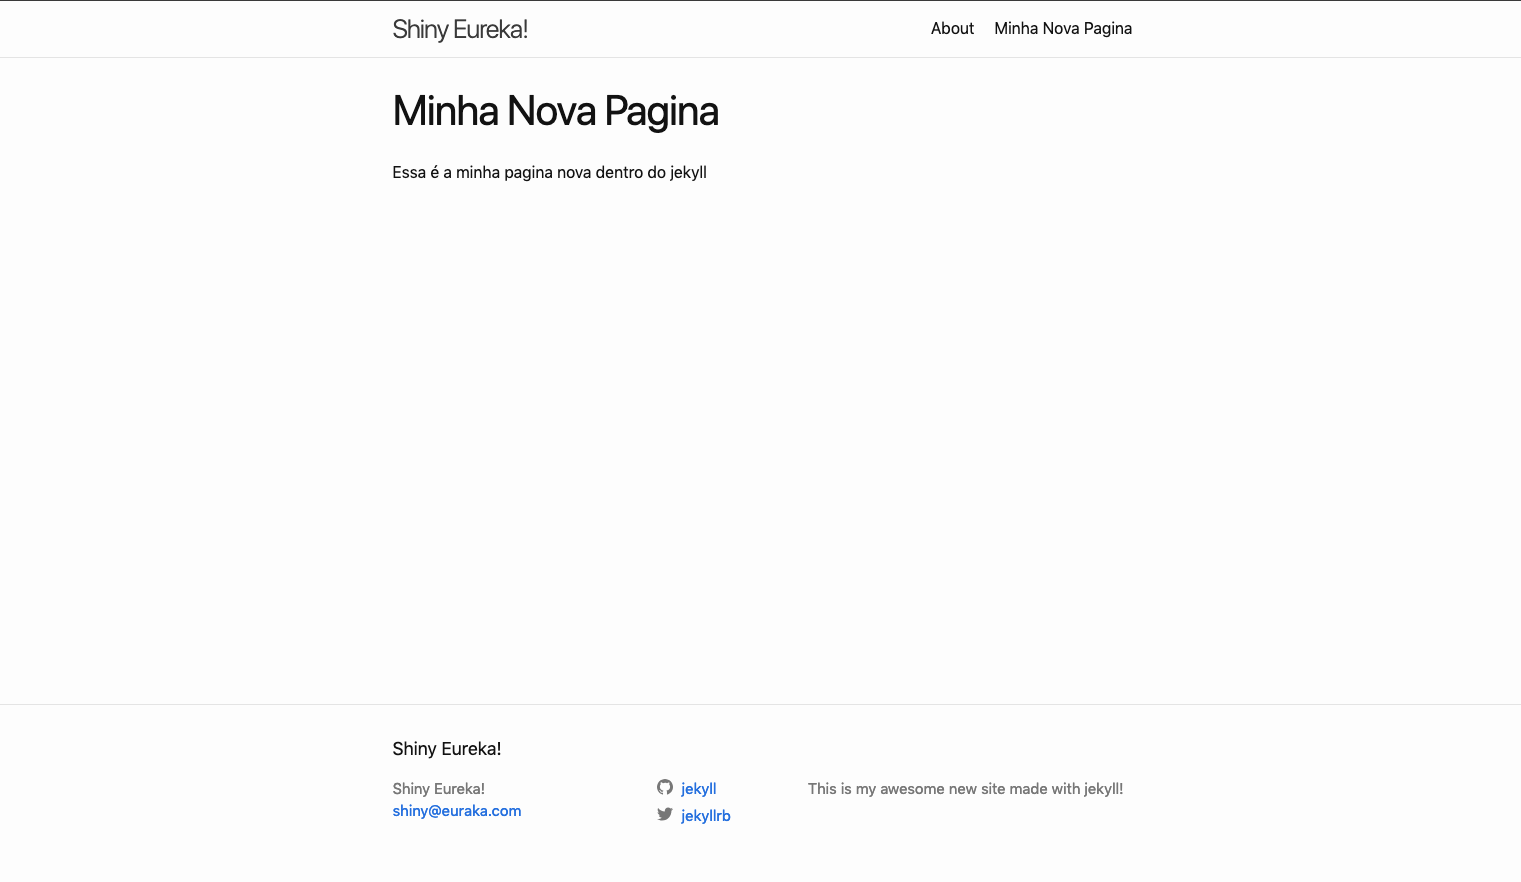 Shiny Eureka!
About Minha Nova Pagina
Minha Nova Pagina
Essa é a minha pagina nova dentro do jekyll
Shiny Eureka!
Shiny Eureka!
shiny@euraka.com
jekyll
jekyllrb
This is my awesome new site made with jekyll!